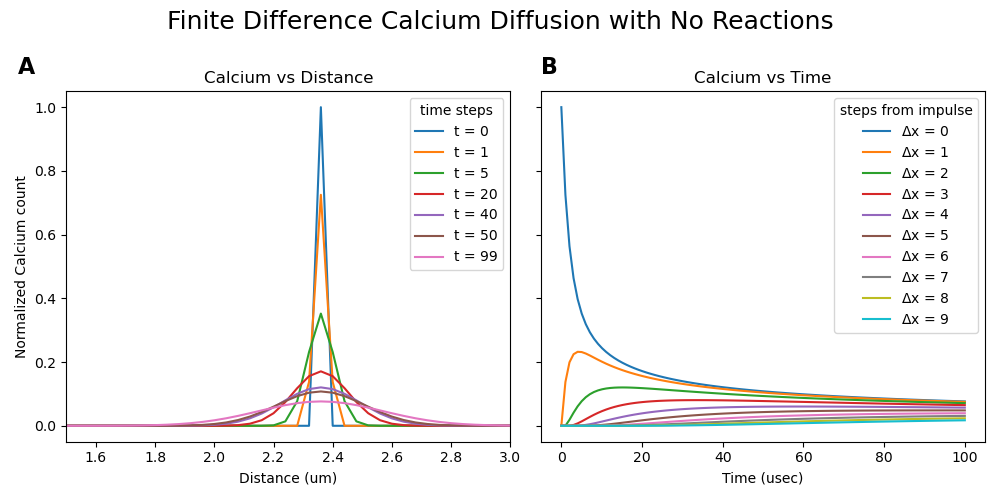 Finite Difference Calcium Diffusion with No Reactions
A
Calcium vs Distance
Normalized Calcium count
1.0
0.8
0.6
0.4
0.2
0.0
1.6 1.8 2.0 2.2 2.4 2.6 2.8 3.0
Distance (um)
time steps
t = 0
t = 1
t = 5
t = 20
t = 40
t = 50
t = 99
B
Calcium vs Time
steps from impulse
Δx = 0
Δx = 1
Δx = 2
Δx = 3
Δx = 4
Δx = 5
Δx = 6
Δx = 7
Δx = 8
Δx = 9
0 20 40 60 80 100
Time (usec)